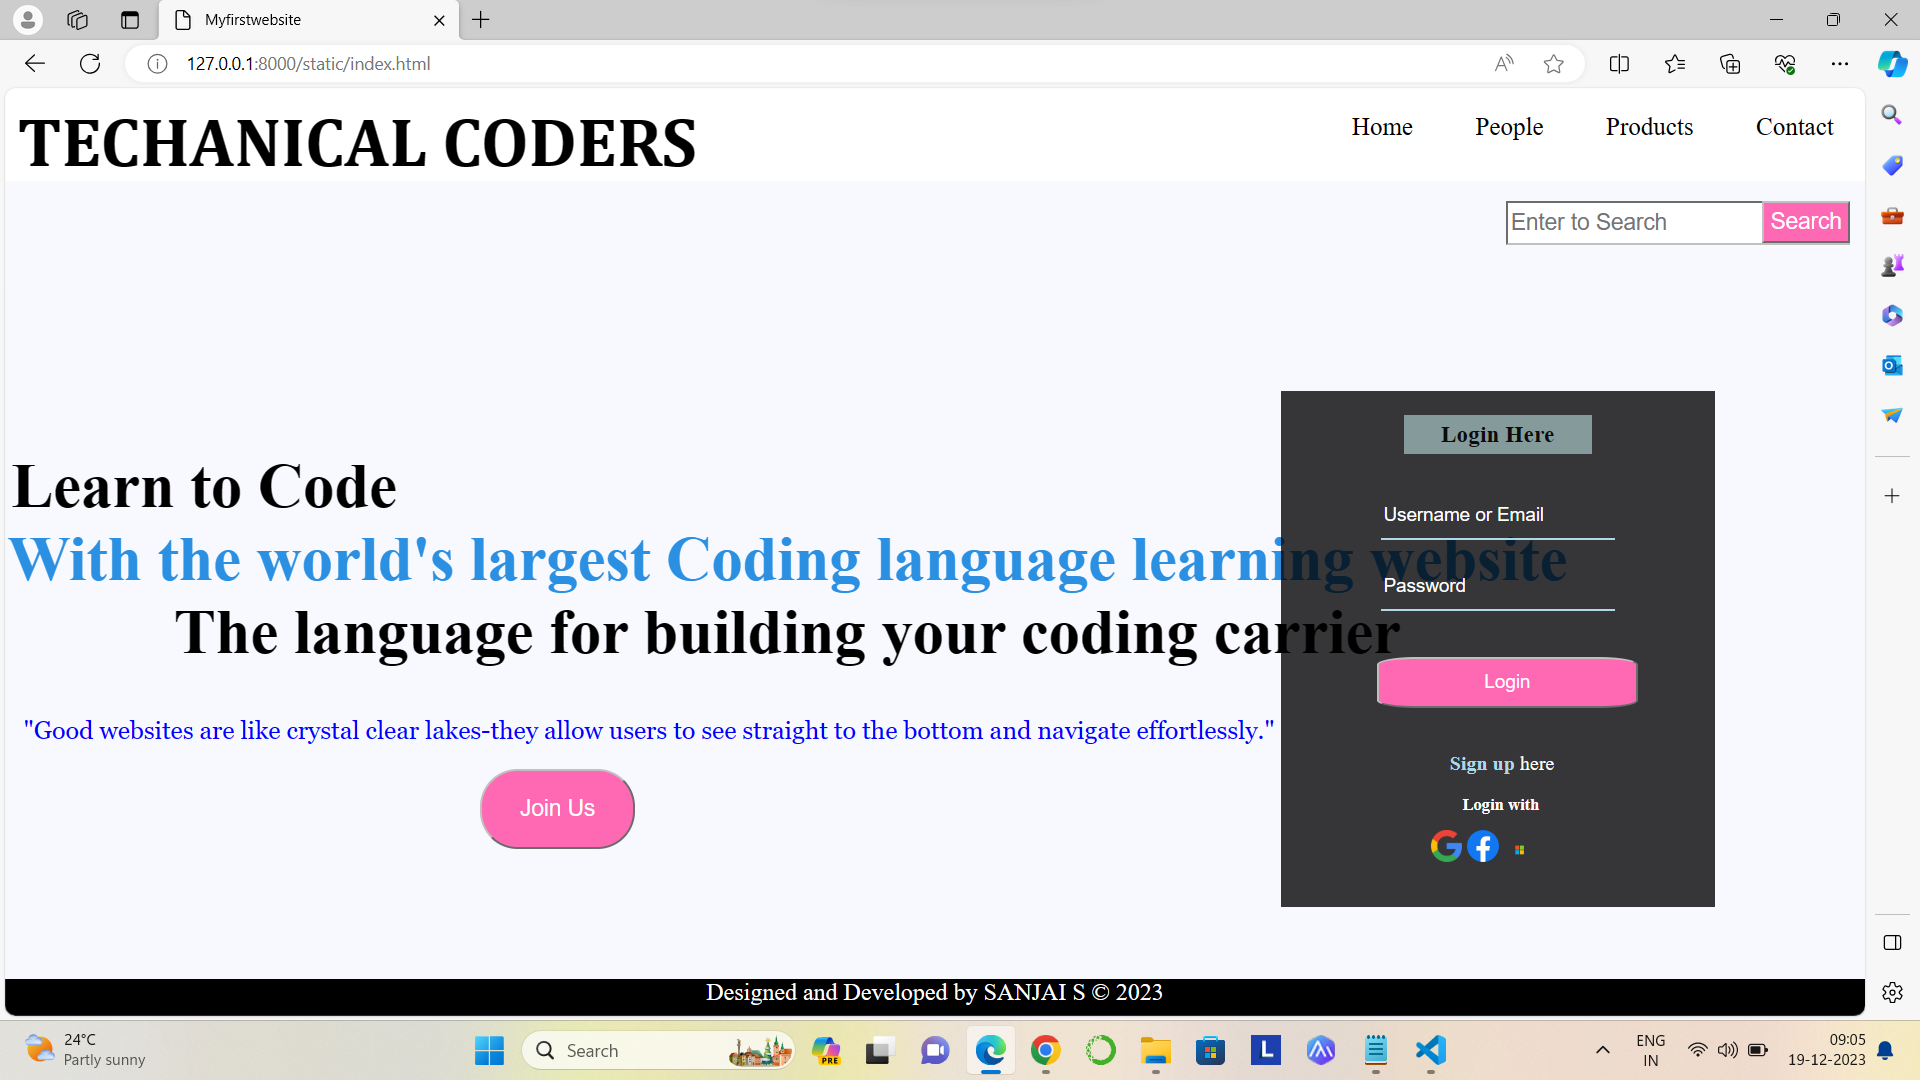 Myfirstwebsite
127.0.0.1:8000/static/index.html
TECHANICAL CODERS
Home People Products Contact
Enter to Search Search
Login Here
Learn to Code
Username or Email
With the world's largest Coding language learning website
Password
The language for building your coding carrier
Login
"Good websites are like crystal clear lakes-they allow users to see straight to the bottom and navigate effortlessly."
Sign up here
Join Us
Login with
Designed and Developed by SANJAI S © 2023
24°C
Partly sunny
Search
PRE
L
ENG
IN
09:05
19-12-2023